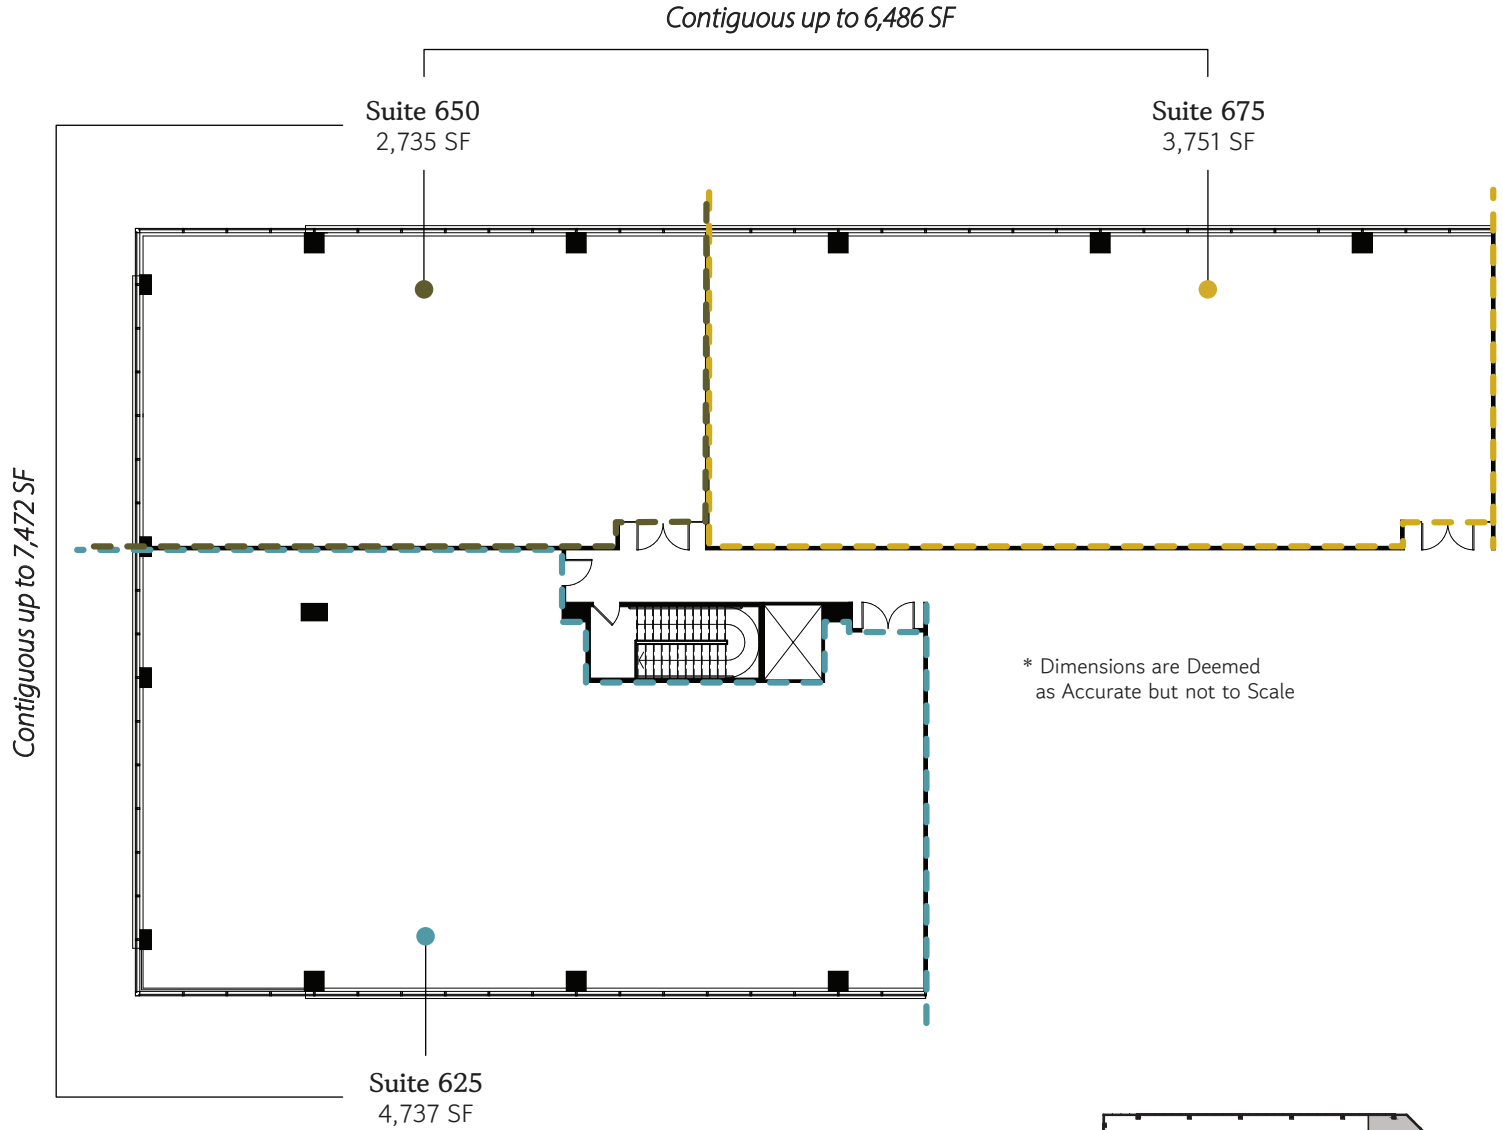 Contiguous up to 6,486 SF
Suite 650
2,735 SF
Suite 675
3,751 SF
Contiguous up to 7,472 SF
* Dimensions are Deemed
as Accurate but not to Scale
Suite 625
4,737 SF